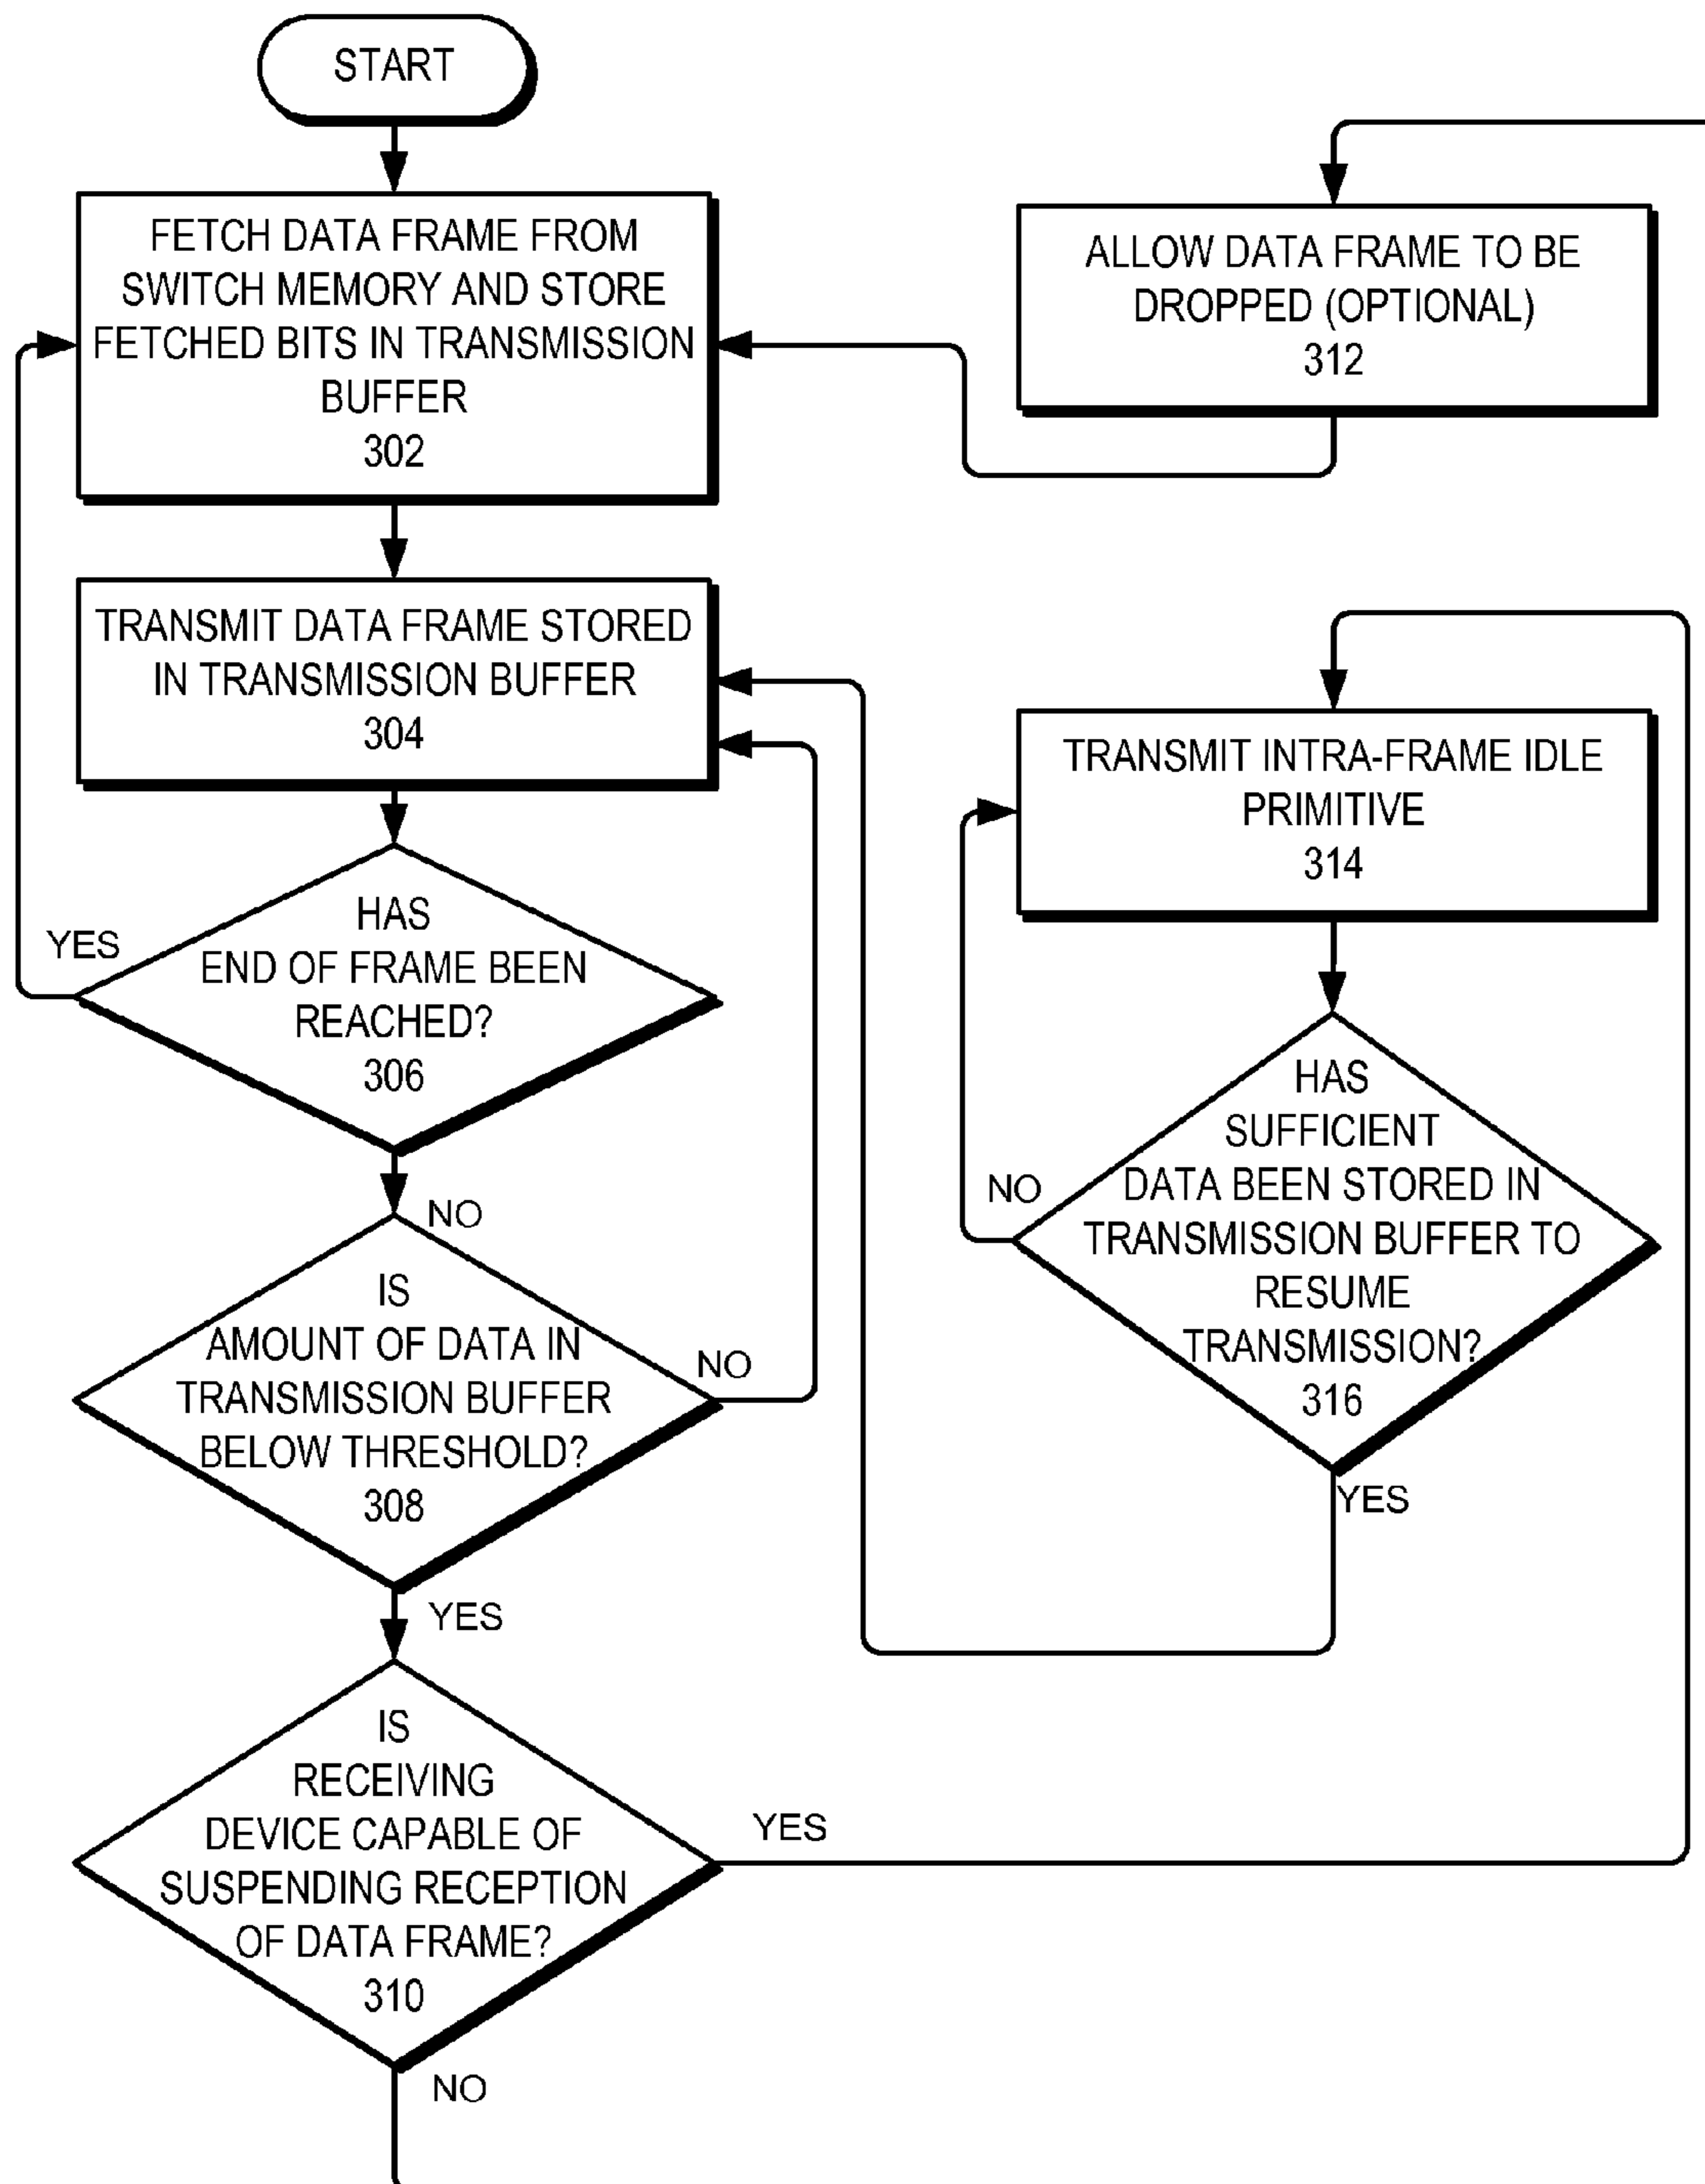 START
FETCH DATA FRAME FROM
SWITCH MEMORY AND STORE
FETCHED BITS IN TRANSMISSION
BUFFER
302
TRANSMIT DATA FRAME STORED
IN TRANSMISSION BUFFER
304
HAS
END OF FRAME BEEN
REACHED?
306
YES
NO
IS
AMOUNT OF DATA IN
TRANSMISSION BUFFER
BELOW THRESHOLD?
308
NO
YES
IS
RECEIVING
DEVICE CAPABLE OF
SUSPENDING RECEPTION
OF DATA FRAME?
310
YES
NO
ALLOW DATA FRAME TO BE
DROPPED (OPTIONAL)
312
TRANSMIT INTRA-FRAME IDLE
PRIMITIVE
314
HAS
SUFFICIENT
DATA BEEN STORED IN
TRANSMISSION BUFFER TO
RESUME
TRANSMISSION?
316
NO
YES